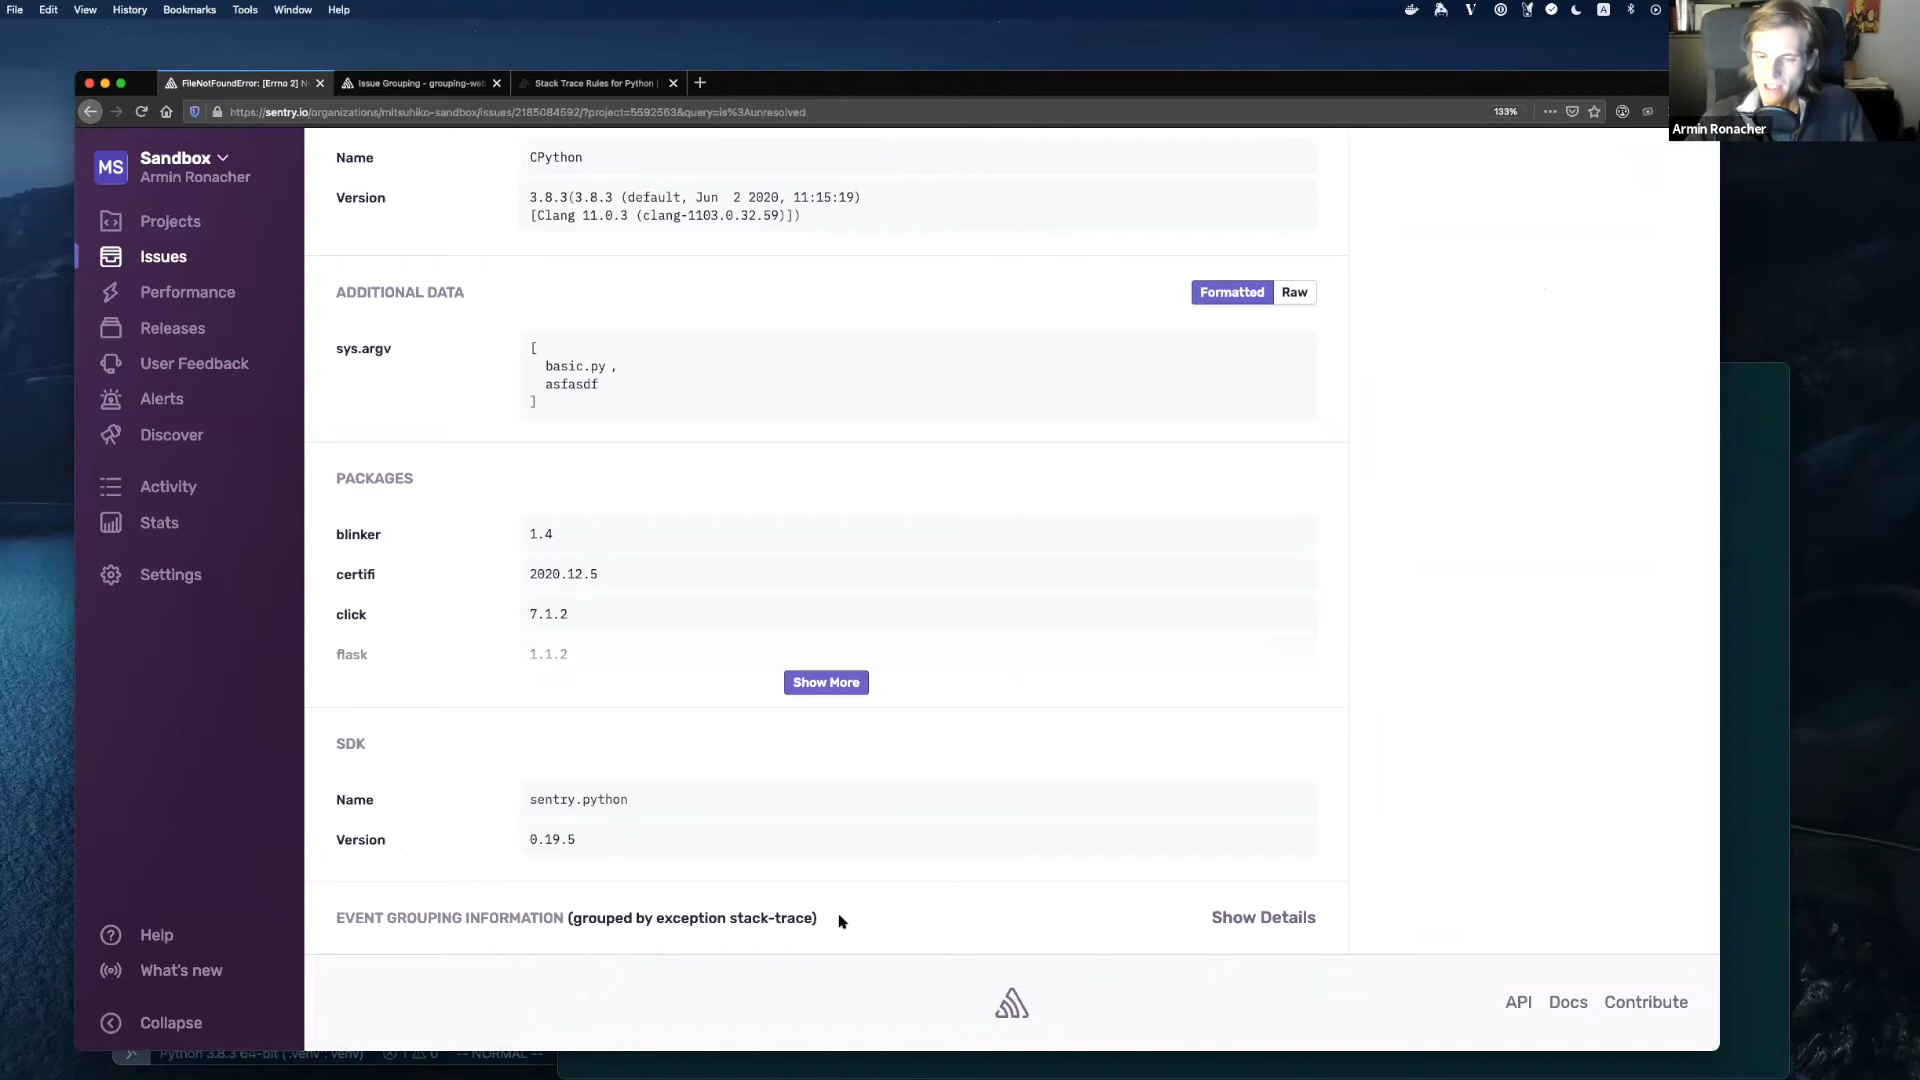 File Edit View History Bookmarks Tools Window Help
FileNotFoundError: [Errno 2] N
Issue Grouping - grouping-web
Stack Trace Rules for Python |
https://sentry.io/organizations/mitsuhiko-sandbox/issues/2185084592/?project=5592563&query=is%3Aunresolved
133%
Armin Ronacher
MS
Sandbox
Armin Ronacher
Projects
Issues
Performance
Releases
User Feedback
Alerts
Discover
Activity
Stats
Settings
Help
What's new
Collapse
Name CPython
Version 3.8.3(3.8.3 (default, Jun 2 2020, 11:15:19)
[Clang 11.0.3 (clang-1103.0.32.59)])
ADDITIONAL DATA Formatted Raw
sys.argv [
basic.py ,
asfasdf
]
PACKAGES
blinker 1.4
certifi 2020.12.5
click 7.1.2
flask 1.1.2
Show More
SDK
Name sentry.python
Version 0.19.5
EVENT GROUPING INFORMATION (grouped by exception stack-trace) Show Details
API Docs Contribute
Python 3.8.3 64-bit ('.venv': venv) 1 0 -- NORMAL --